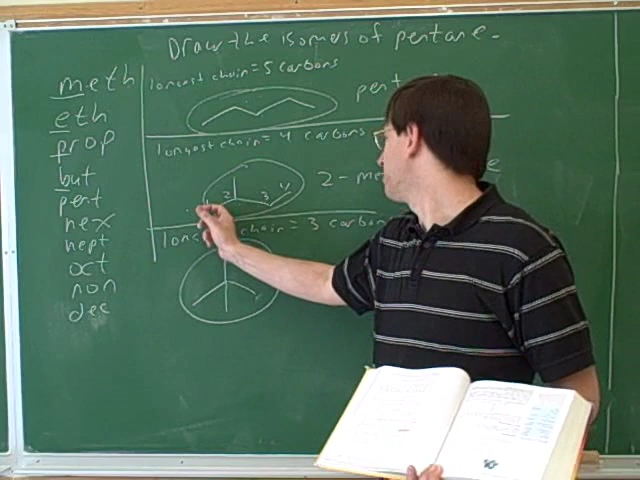 Draw the isomers of pentane.
meth
eth
prop
but
pent
hex
hept
oct
non
dec
longest chain = 5 carbons
pent
longest chain = 4 carbons
2 3 4
2-me
longest chain = 3 carbon